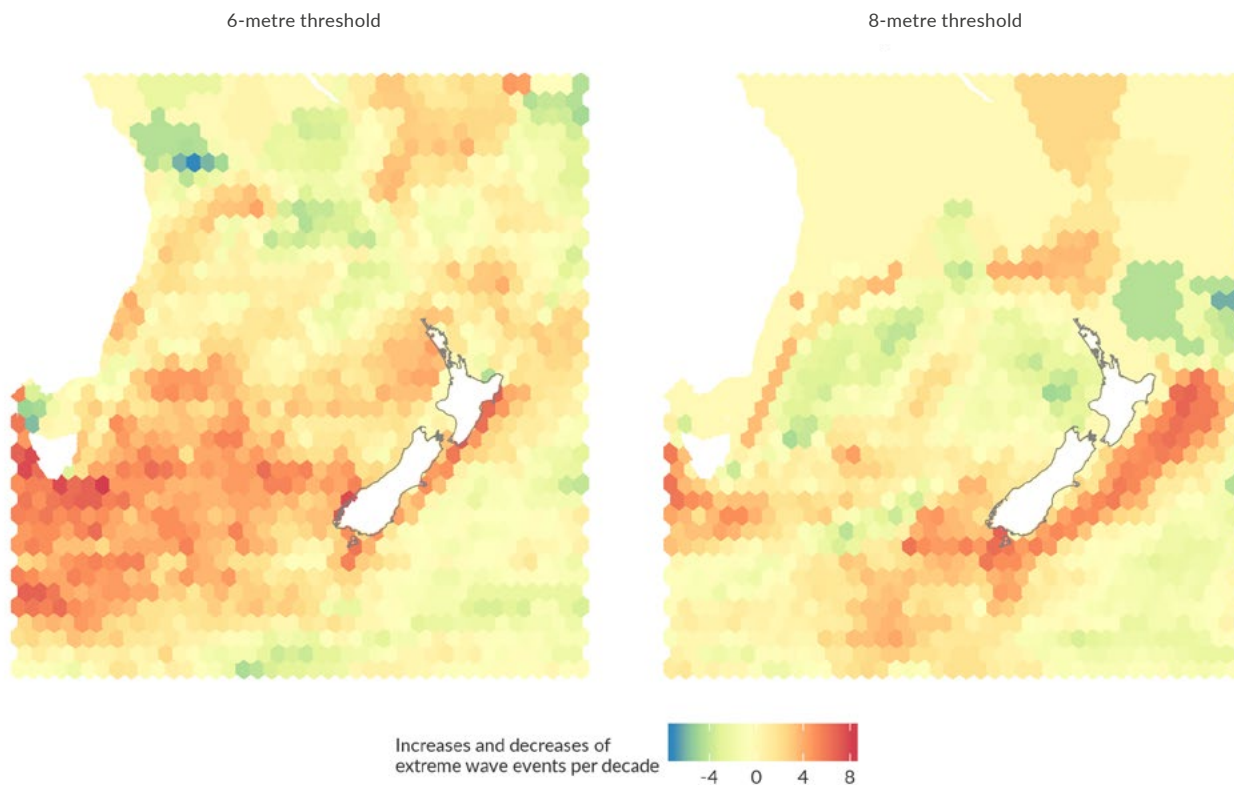 6-metre threshold
8-metre threshold
Increases and decreases of
extreme wave events per decade
-4 0 4 8